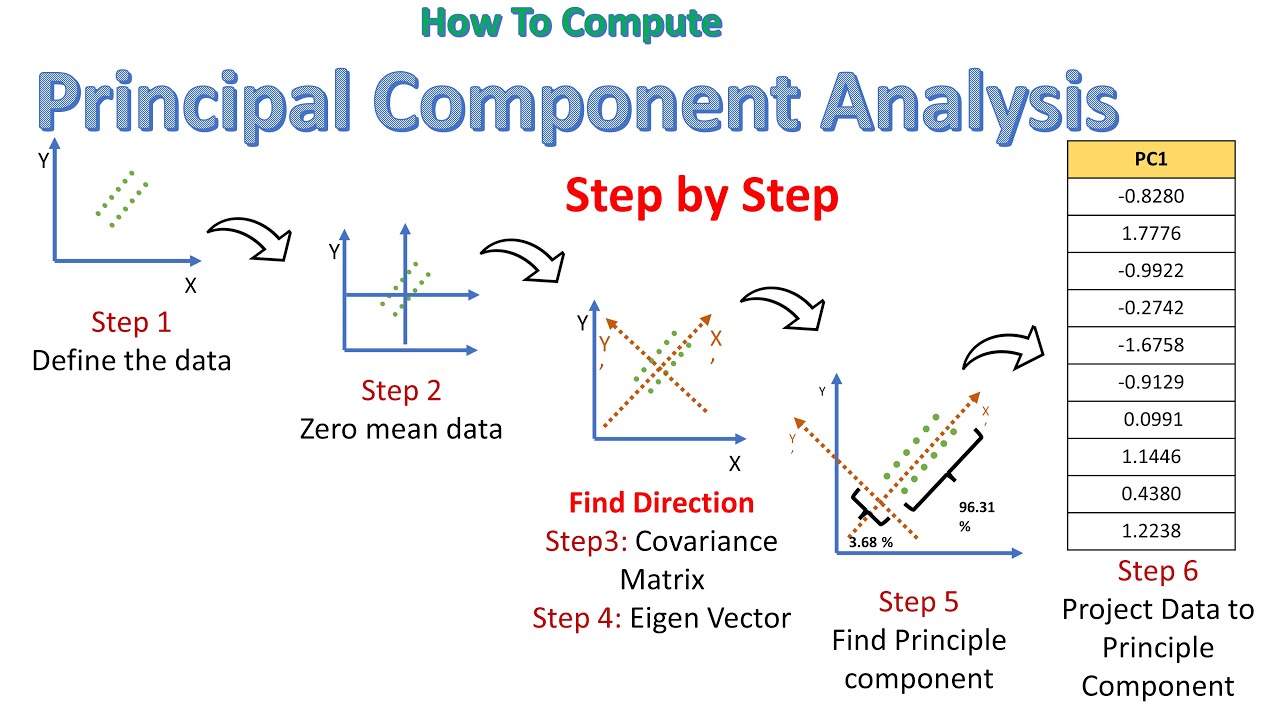 How To Compute
Principal Component Analysis
Step by Step
Y
X
Step 1
Define the data
Y
Step 2
Zero mean data
Y
Y
,
X
,
X
Find Direction
Step3: Covariance
Matrix
Step 4: Eigen Vector
Y
Y
,
X
,
96.31
%
3.68 %
Step 5
Find Principle
component
PC1
-0.8280
1.7776
-0.9922
-0.2742
-1.6758
-0.9129
0.0991
1.1446
0.4380
1.2238
Step 6
Project Data to
Principle
Component